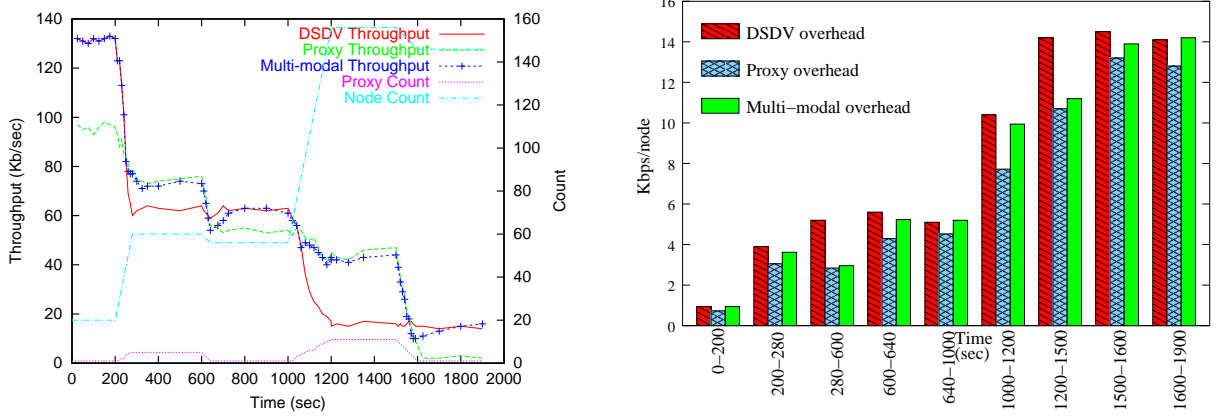 DSDV Throughput
Proxy Throughput
Multi-modal Throughput
Proxy Count
Node Count
140
120
100
80
60
40
20
0
Throughput (Kb/sec)
160
140
120
100
80
60
40
20
0
Count
0 200 400 600 800 1000 1200 1400 1600 1800 2000
Time (sec)
16
14
12
10
8
6
4
2
0
Kbps/node
DSDV overhead
Proxy overhead
Multi−modal overhead
Time
(sec)
0−200
200−280
280−600
600−640
640−1000
1000−1200
1200−1500
1500−1600
1600−1900